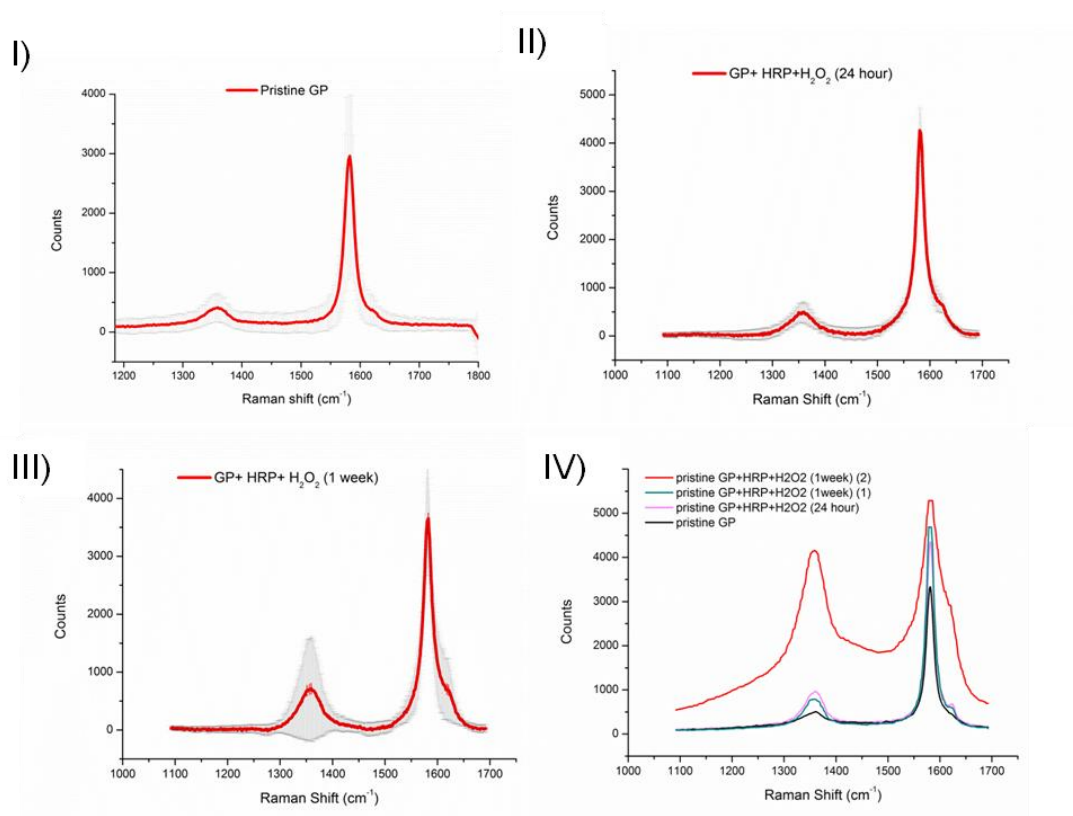 I)
Pristine GP
4000
3000
2000
1000
0
Counts
1200 1300 1400 1500 1600 1700 1800
Raman shift (cm⁻¹)
II)
GP+ HRP+H₂O₂ (24 hour)
5000
4000
3000
2000
1000
0
Counts
1000 1100 1200 1300 1400 1500 1600 1700
Raman Shift (cm⁻¹)
III)
GP+ HRP+ H₂O₂ (1 week)
4000
3000
2000
1000
0
Counts
1000 1100 1200 1300 1400 1500 1600 1700
Raman Shift (cm⁻¹)
IV)
pristine GP+HRP+H2O2 (1week) (2)
pristine GP+HRP+H2O2 (1week) (1)
pristine GP+HRP+H2O2 (24 hour)
pristine GP
5000
4000
3000
2000
1000
0
Counts
1000 1100 1200 1300 1400 1500 1600 1700
Raman Shift (cm⁻¹)